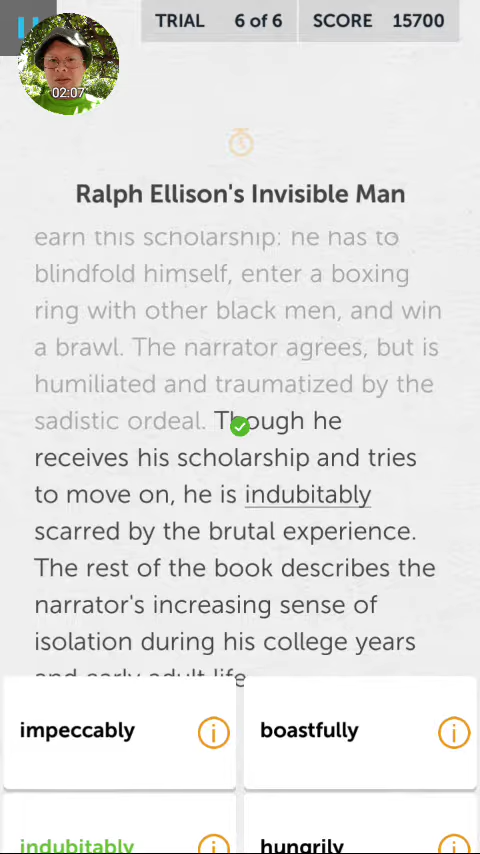 TRIAL 6 of 6 SCORE 15700
02:07
Ralph Ellison's Invisible Man
earn this scholarship: he has to
blindfold himself, enter a boxing
ring with other black men, and win
a brawl. The narrator agrees, but is
humiliated and traumatized by the
sadistic ordeal. Though he
receives his scholarship and tries
to move on, he is indubitably
scarred by the brutal experience.
The rest of the book describes the
narrator's increasing sense of
isolation during his college years
and early adult life
impeccably boastfully
indubitably hungrily